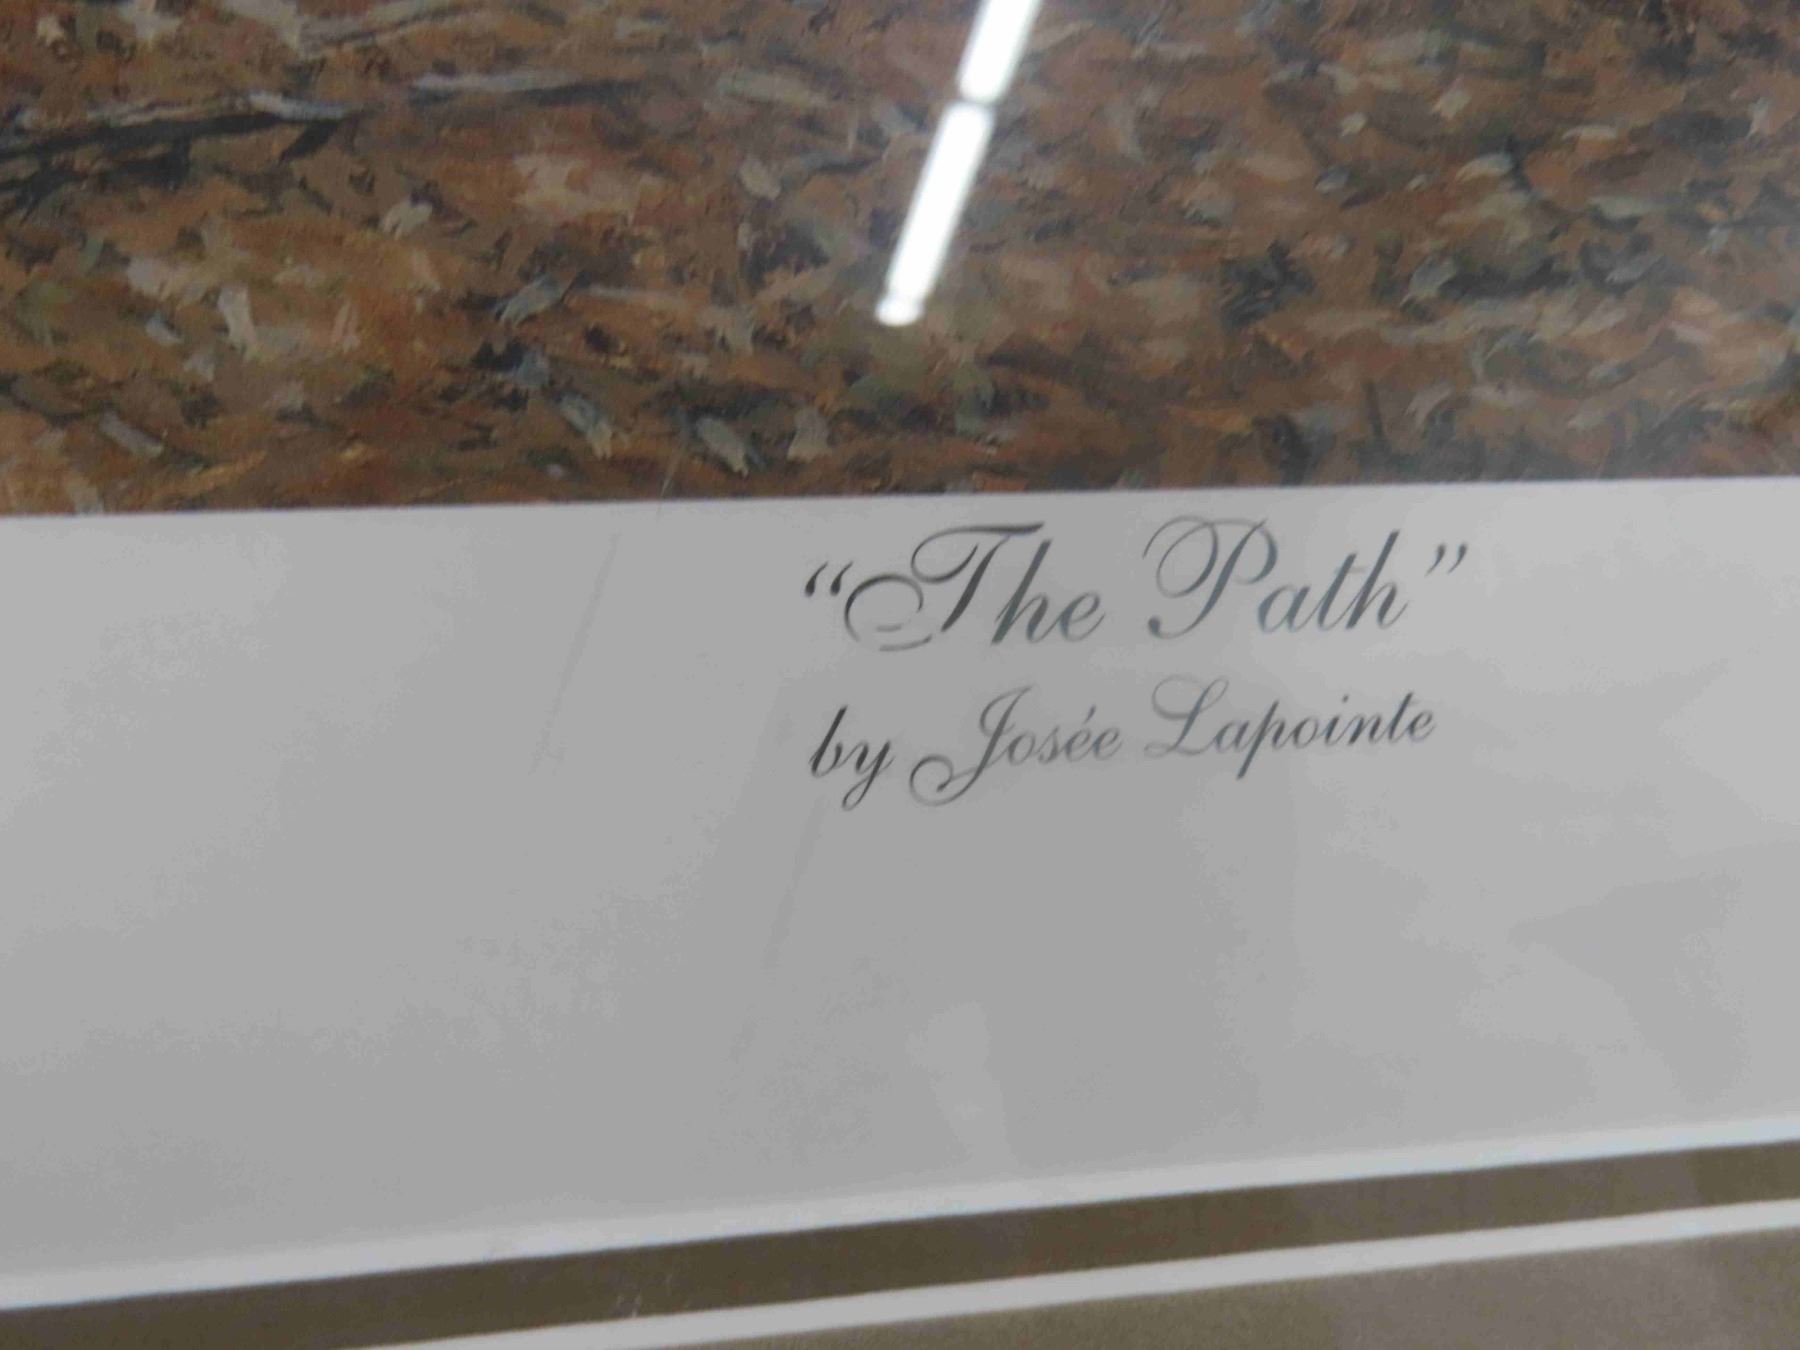 “The Path”
by Josée Lapointe